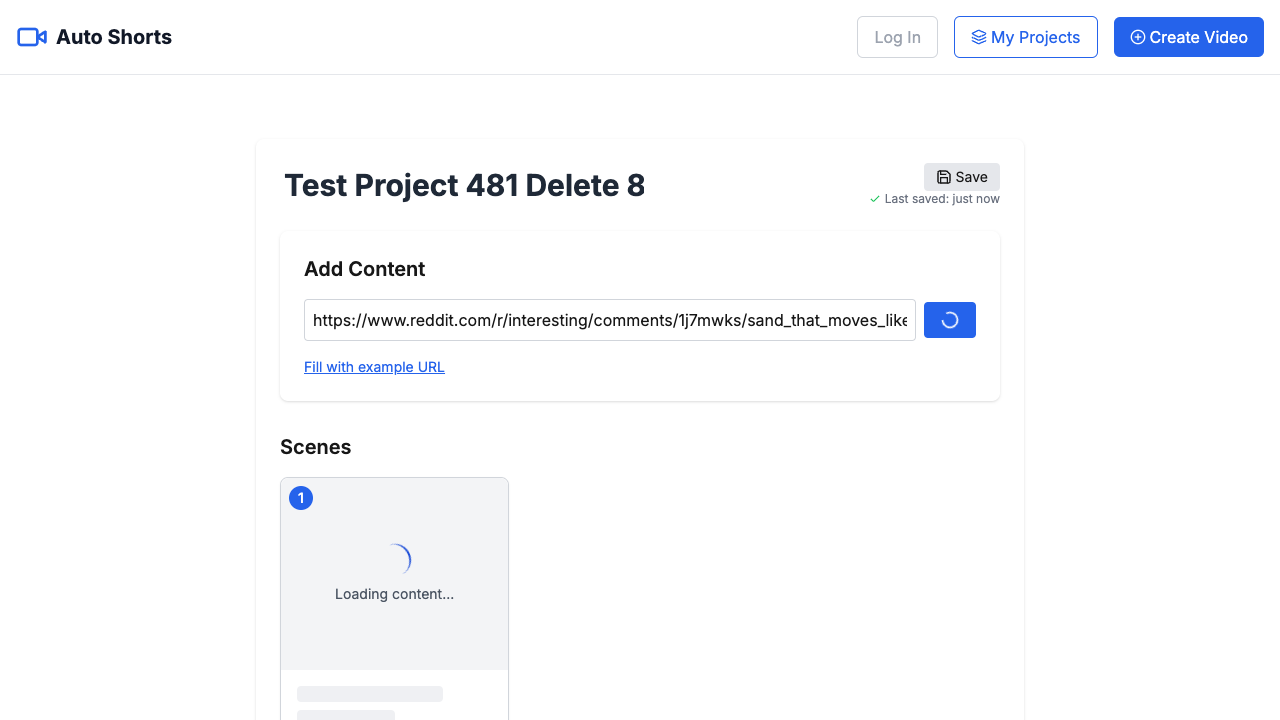 Auto Shorts
Log In
My Projects
Create Video
Test Project 481 Delete 8
Save
Last saved: just now
Add Content
https://www.reddit.com/r/interesting/comments/1j7mwks/sand_that_moves_like
Fill with example URL
Scenes
1
Loading content...